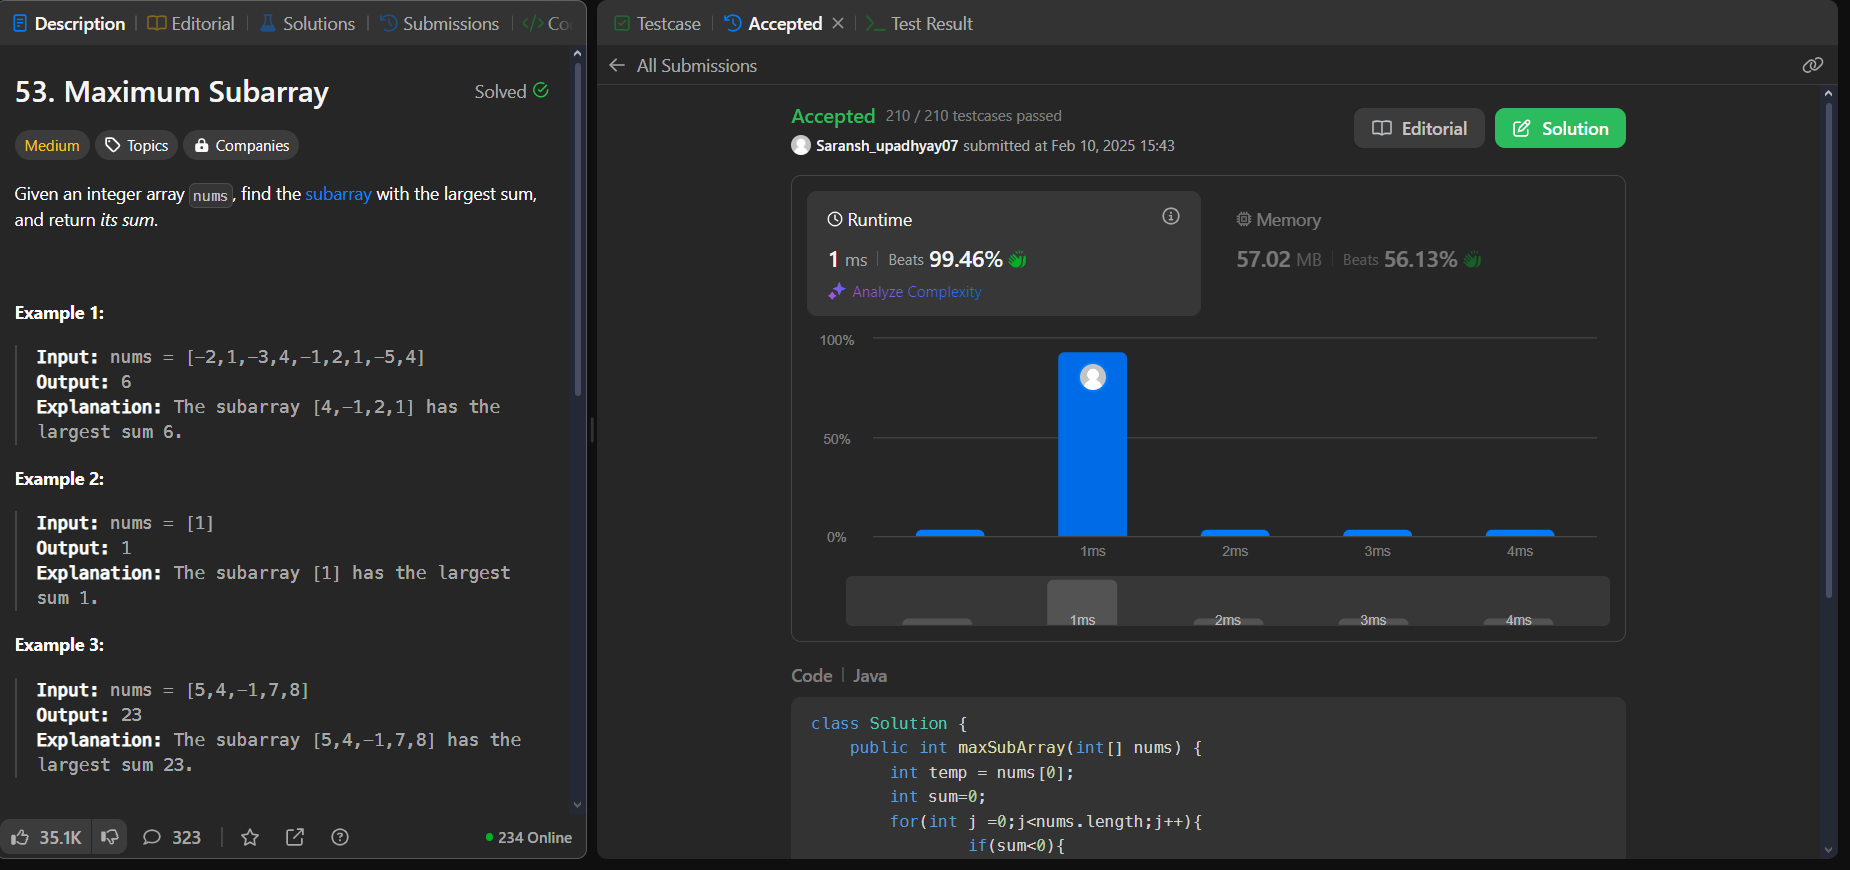 Description
Editorial
Solutions
Submissions
53. Maximum Subarray
Solved
Medium
Topics
Companies
Given an integer array nums, find the subarray with the largest sum,
and return its sum.
Example 1:
Input: nums = [-2,1,-3,4,-1,2,1,-5,4]
Output: 6
Explanation: The subarray [4,-1,2,1] has the
largest sum 6.
Example 2:
Input: nums = [1]
Output: 1
Explanation: The subarray [1] has the largest
sum 1.
Example 3:
Input: nums = [5,4,-1,7,8]
Output: 23
Explanation: The subarray [5,4,-1,7,8] has the
largest sum 23.
35.1K
323
234 Online
Testcase
Accepted
Test Result
All Submissions
Accepted 210 / 210 testcases passed
Saransh_upadhyay07 submitted at Feb 10, 2025 15:43
Editorial
Solution
Runtime
1 ms Beats 99.46%
Analyze Complexity
Memory
57.02 MB Beats 56.13%
100%
50%
0%
1ms 2ms 3ms 4ms
1ms 2ms 3ms 4ms
Code | Java
class Solution {
public int maxSubArray(int[] nums) {
int temp = nums[0];
int sum=0;
for(int j =0;j<nums.length;j++){
if(sum<0){